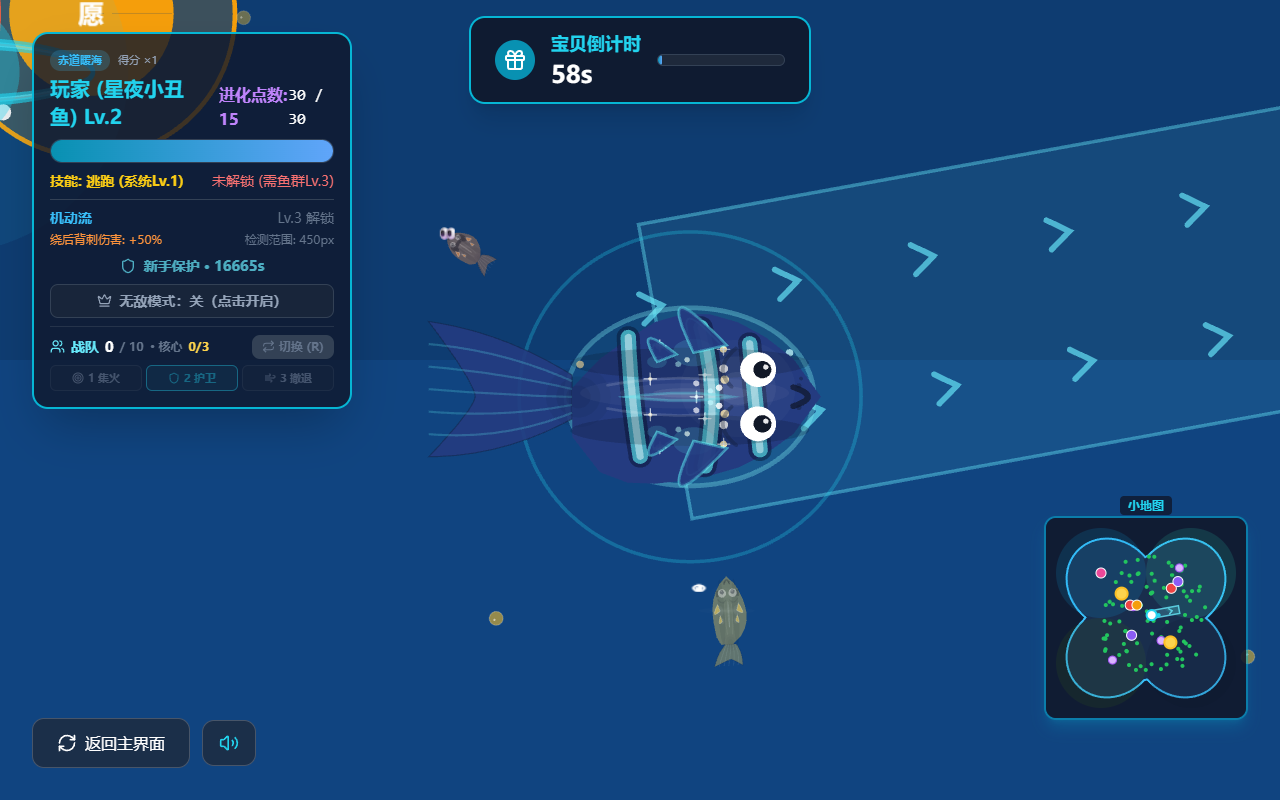 愿
赤道暖海 得分 ×1
玩家 (星夜小丑鱼) Lv.2
进化点数:15
30 / 30
技能: 逃跑 (系统Lv.1) 未解锁 (需鱼群Lv.3)
机动流 Lv.3 解锁
绕后背刺伤害: +50% 检测范围: 450px
新手保护 • 16665s
无敌模式：关（点击开启）
战队 0 / 10 • 核心 0/3 切换 (R)
1 集火 2 护卫 3 撤退
宝贝倒计时
58s
小地图
返回主界面